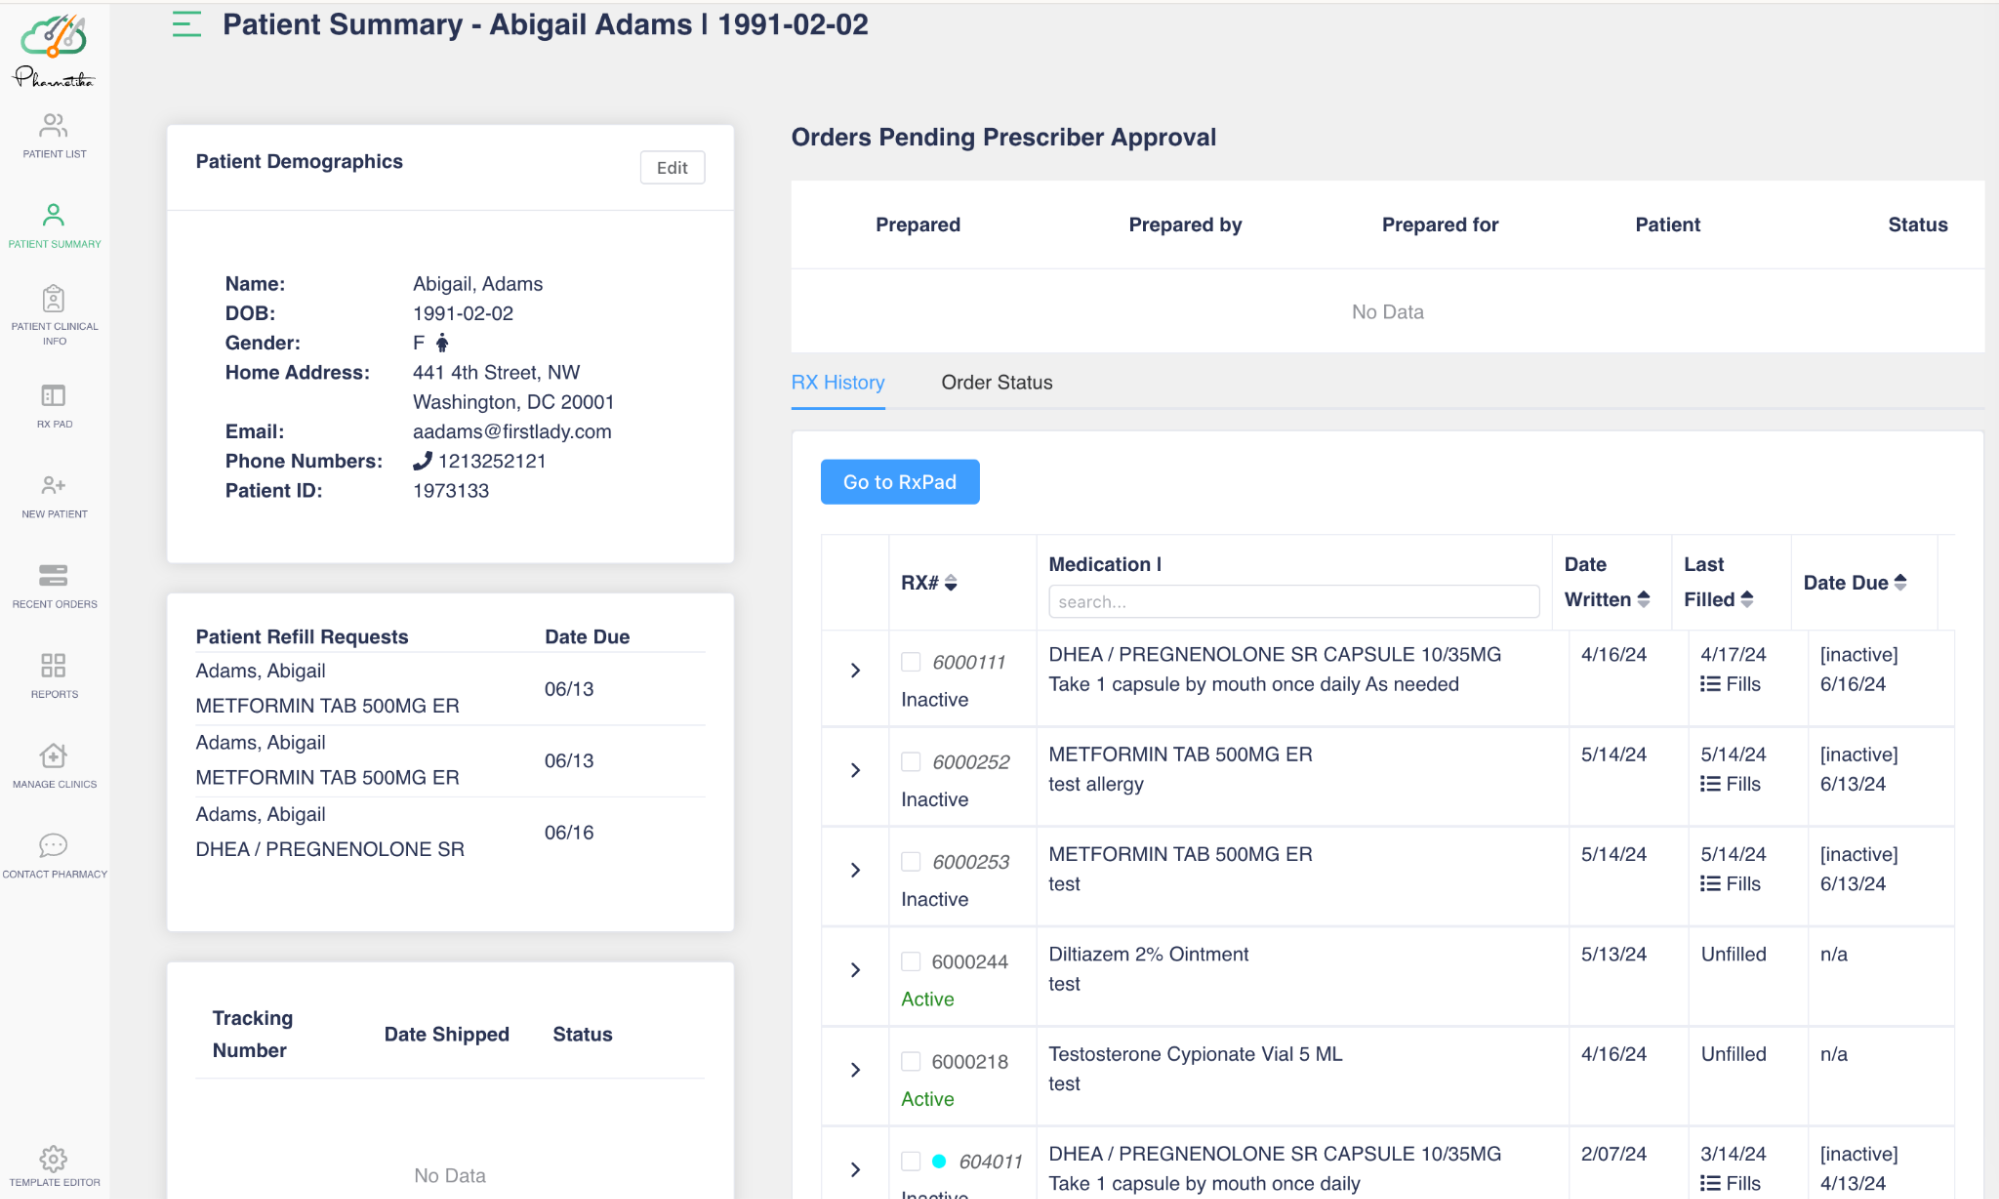 Pharmetika
PATIENT LIST
PATIENT SUMMARY
PATIENT CLINICAL
INFO
RX PAD
NEW PATIENT
RECENT ORDERS
REPORTS
MANAGE CLINICS
CONTACT PHARMACY
TEMPLATE EDITOR
Patient Summary - Abigail Adams | 1991-02-02
Patient Demographics
Edit
Name: Abigail, Adams
DOB: 1991-02-02
Gender: F
Home Address: 441 4th Street, NW
Washington, DC 20001
Email: aadams@firstlady.com
Phone Numbers: 1213252121
Patient ID: 1973133
Patient Refill Requests Date Due
Adams, Abigail
METFORMIN TAB 500MG ER
06/13
Adams, Abigail
METFORMIN TAB 500MG ER
06/13
Adams, Abigail
DHEA / PREGNENOLONE SR
06/16
Tracking
Number
Date Shipped Status
No Data
Orders Pending Prescriber Approval
Prepared Prepared by Prepared for Patient Status
No Data
RX History Order Status
Go to RxPad
RX#
Medication |
search...
Date
Written
Last
Filled
Date Due
6000111
Inactive
DHEA / PREGNENOLONE SR CAPSULE 10/35MG
Take 1 capsule by mouth once daily As needed
4/16/24
4/17/24
Fills
[inactive]
6/16/24
6000252
Inactive
METFORMIN TAB 500MG ER
test allergy
5/14/24
5/14/24
Fills
[inactive]
6/13/24
6000253
Inactive
METFORMIN TAB 500MG ER
test
5/14/24
5/14/24
Fills
[inactive]
6/13/24
6000244
Active
Diltiazem 2% Ointment
test
5/13/24
Unfilled
n/a
6000218
Active
Testosterone Cypionate Vial 5 ML
test
4/16/24
Unfilled
n/a
604011
Inactive
DHEA / PREGNENOLONE SR CAPSULE 10/35MG
Take 1 capsule by mouth once daily
2/07/24
3/14/24
Fills
[inactive]
4/13/24